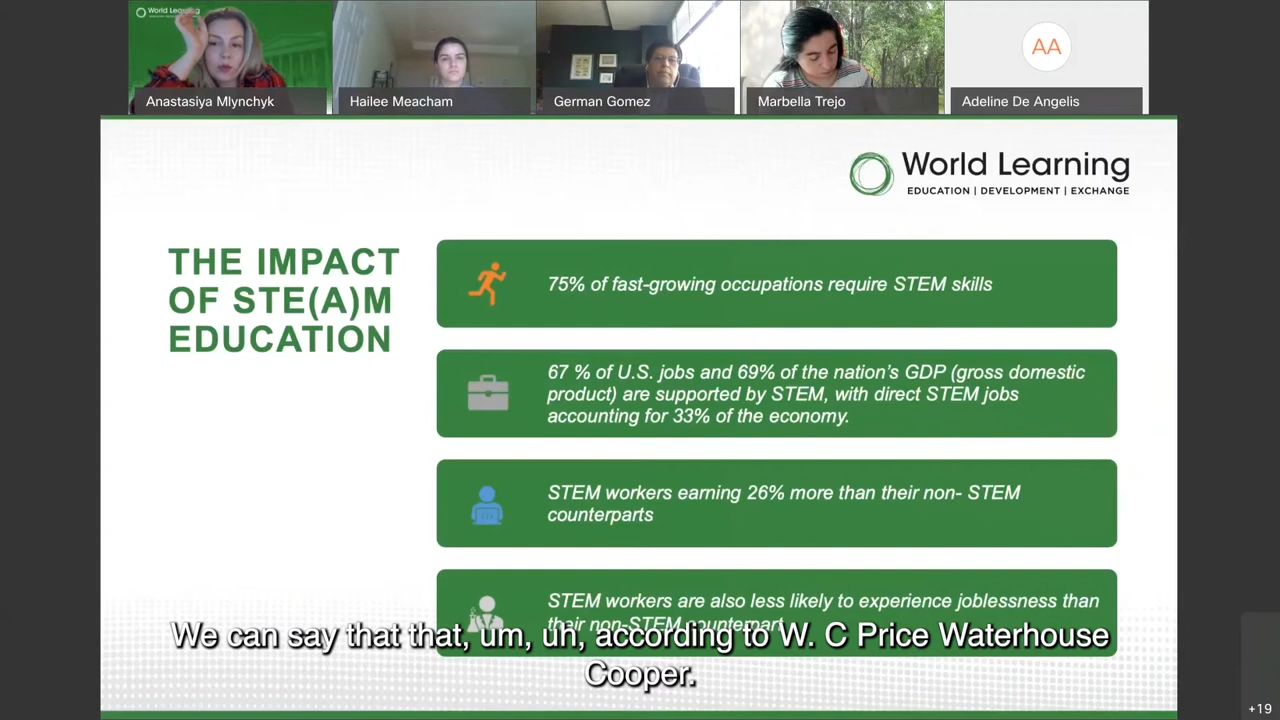 World Learning
Anastasiya Mlynchyk
Hailee Meacham
German Gomez
Marbella Trejo
AA
Adeline De Angelis
World Learning
EDUCATION | DEVELOPMENT | EXCHANGE
THE IMPACT
OF STE(A)M
EDUCATION
75% of fast-growing occupations require STEM skills
67 % of U.S. jobs and 69% of the nation's GDP (gross domestic
product) are supported by STEM, with direct STEM jobs
accounting for 33% of the economy.
STEM workers earning 26% more than their non- STEM
counterparts
STEM workers are also less likely to experience joblessness than
their non-STEM counterpart
We can say that that, um, uh, according to W. C Price Waterhouse
Cooper.
+19